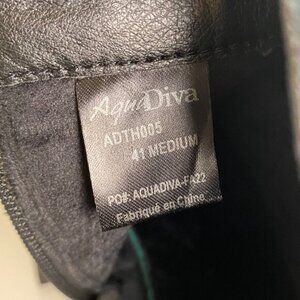 AquaDiva
ADTH005
41 MEDIUM
PO#: AQUADIVA-FA22
Fabriqué en Chine